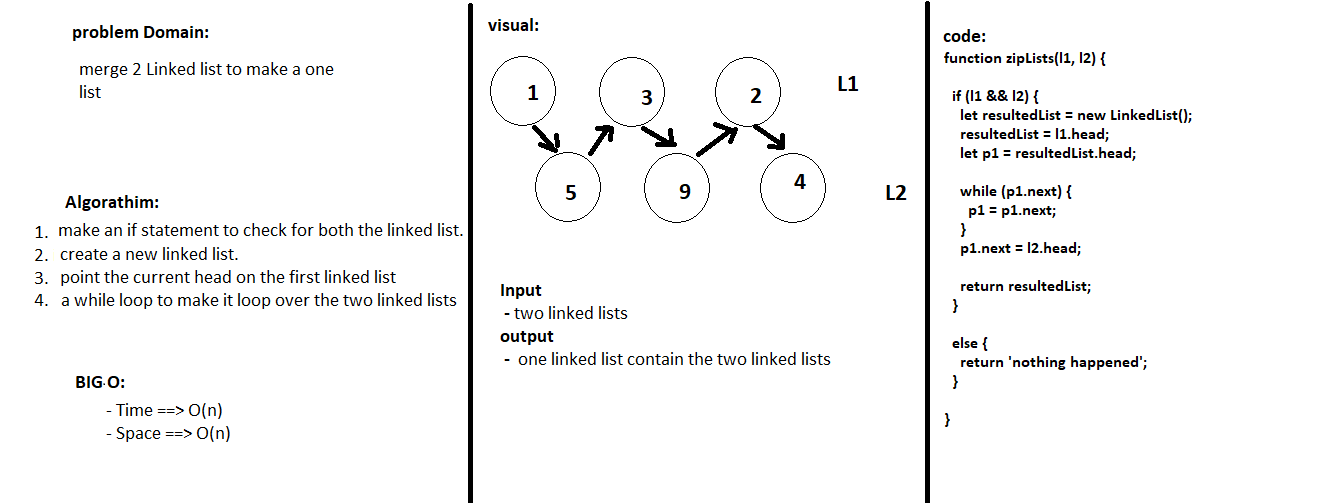 problem Domain:
merge 2 Linked list to make a one
list
Algorathim:
1. make an if statement to check for both the linked list.
2. create a new linked list.
3. point the current head on the first linked list
4. a while loop to make it loop over the two linked lists
BIG O:
- Time ==> O(n)
- Space ==> O(n)
visual:
1 3 2 L1
5 9 4 L2
Input
- two linked lists
output
- one linked list contain the two linked lists
code:
function zipLists(l1, l2) {
if (l1 && l2) {
let resultedList = new LinkedList();
resultedList = l1.head;
let p1 = resultedList.head;
while (p1.next) {
p1 = p1.next;
}
p1.next = l2.head;
return resultedList;
}
else {
return 'nothing happened';
}
}